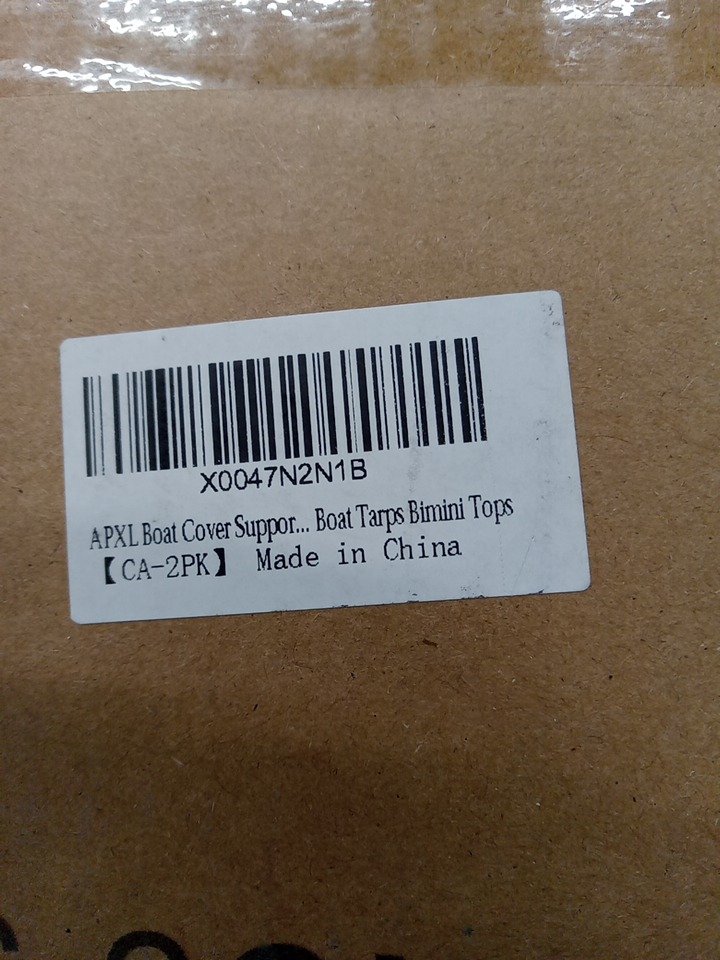 X0047N2N1B
APXL Boat Cover Suppor... Boat Tarps Bimini Tops
【CA-2PK】 Made in China